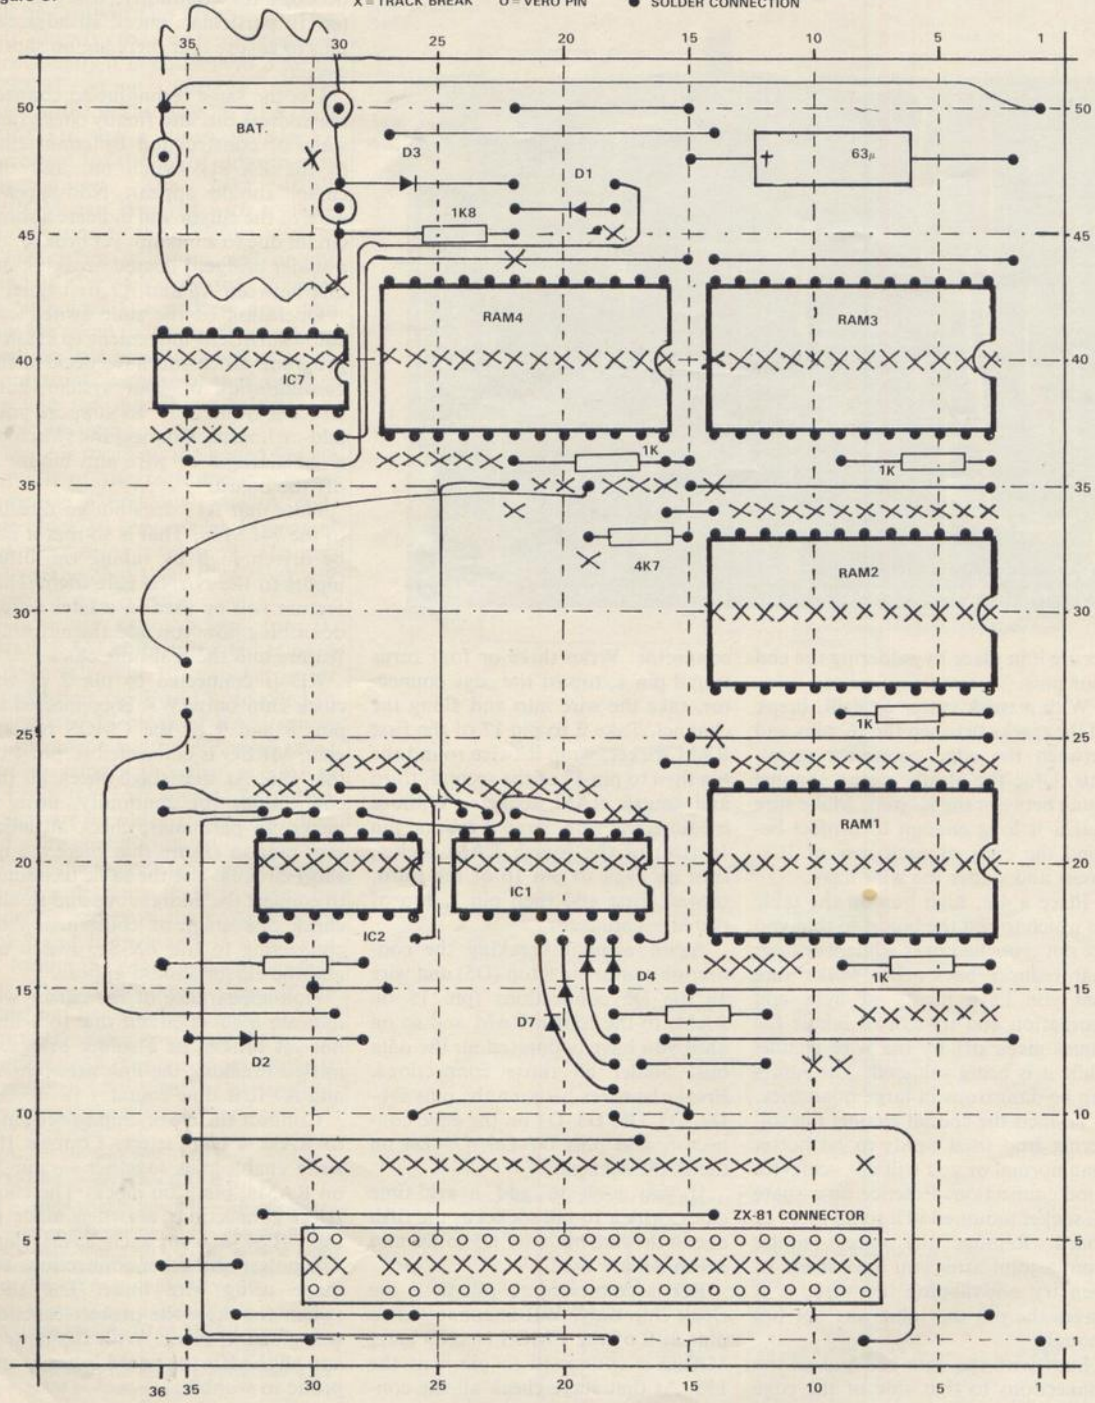 X = TRACK BREAK O = VERO PIN ● SOLDER CONNECTION
35 30 25 20 15 10 5 1
50 50
BAT.
D3
63μ
D1
1K8
45 45
RAM4
RAM3
40 40
IC7
1K
1K
35 35
4K7
RAM2
30 30
1K
25 25
RAM1
20 20
IC1
IC2
D4
1K
15 15
D7
D2
10 10
ZX-81 CONNECTOR
5 5
1 1
36 35 30 25 20 15 10 5 1